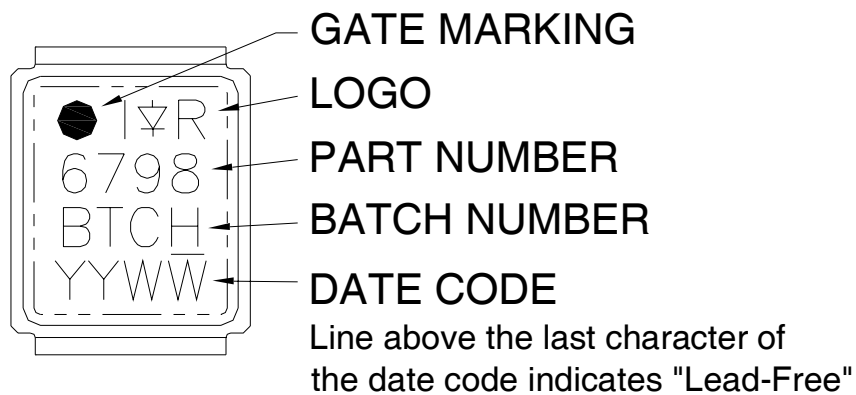 GATE MARKING
I R
LOGO
6798
PART NUMBER
BTCH
BATCH NUMBER
YYWW̅
DATE CODE
Line above the last character of
the date code indicates "Lead-Free"